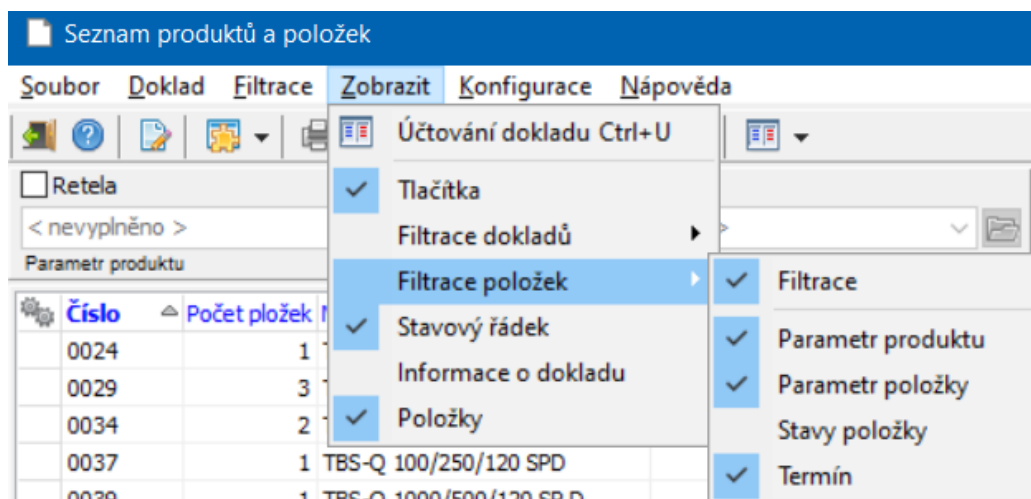 Seznam produktů a položek
Soubor Doklad Filtrace Zobrazit Konfigurace Nápověda
Účtování dokladu Ctrl+U
Retela
Tlačítka
< nevyplněno >
Filtrace dokladů
Parametr produktu
Filtrace položek
Filtrace
Číslo Počet pložek
Stavový řádek
Parametr produktu
0024 1
Informace o dokladu
Parametr položky
0029 3
Položky
Stavy položky
0034 2
0037 1 TBS-Q 100/250/120 SPD
Termín